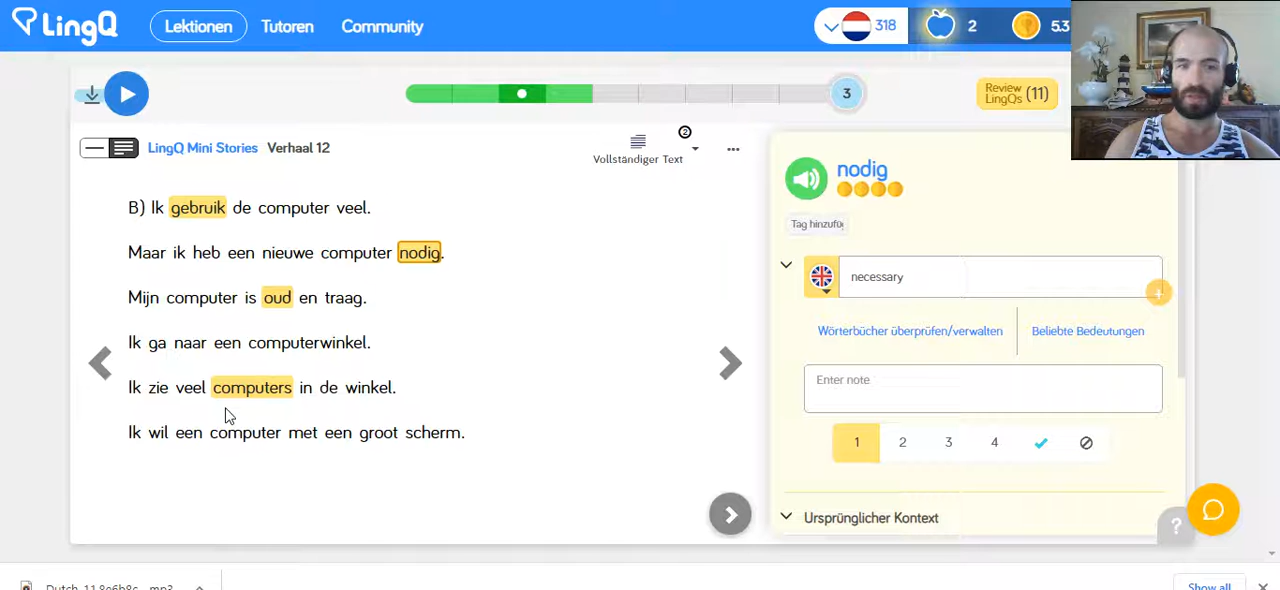 LingQ
Lektionen
Tutoren
Community
318
2
5.3
3
Review
LingQs (11)
LingQ Mini Stories Verhaal 12
2
Vollständiger Text
...
B) Ik gebruik de computer veel.
Maar ik heb een nieuwe computer nodig.
Mijn computer is oud en traag.
Ik ga naar een computerwinkel.
Ik zie veel computers in de winkel.
Ik wil een computer met een groot scherm.
nodig
Tag hinzufü
necessary
+
Wörterbücher überprüfen/verwalten
Beliebte Bedeutungen
Enter note
1 2 3 4
Ursprünglicher Kontext
?
Show all